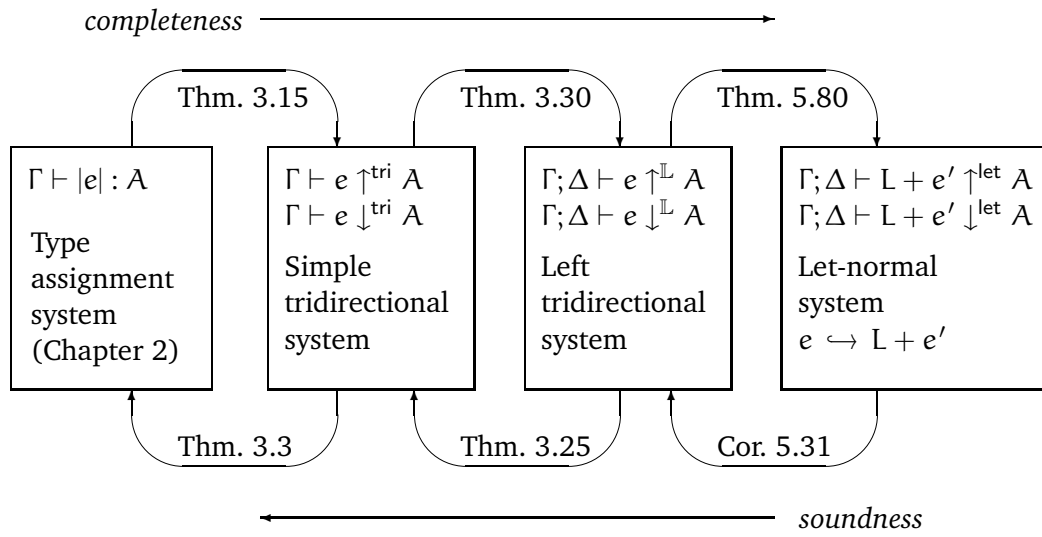 completeness
Thm. 3.15
Thm. 3.30
Thm. 5.80
Γ ⊢ |e| : A
Type
assignment
system
(Chapter 2)
Γ ⊢ e ↑ᵗʳⁱ A
Γ ⊢ e ↓ᵗʳⁱ A
Simple
tridirectional
system
Γ; Δ ⊢ e ↑^𝕃 A
Γ; Δ ⊢ e ↓^𝕃 A
Left
tridirectional
system
Γ; Δ ⊢ L + e′ ↑ˡᵉᵗ A
Γ; Δ ⊢ L + e′ ↓ˡᵉᵗ A
Let-normal
system
e ↪ L + e′
Thm. 3.3
Thm. 3.25
Cor. 5.31
soundness